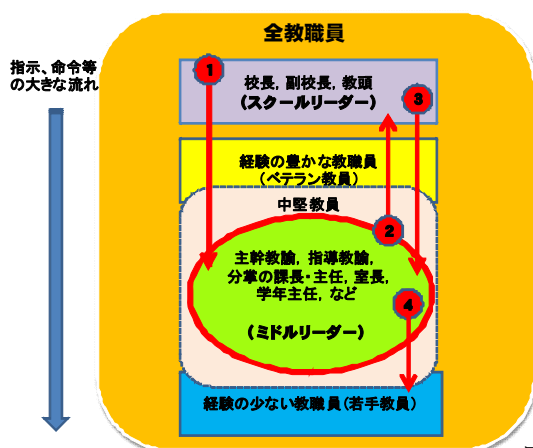 全教職員
指示、命令等
の大きな流れ
1
校長，副校長，教頭
（スクールリーダー）
3
経験の豊かな教職員
（ベテラン教員）
中堅教員
2
主幹教諭，指導教諭，
分掌の課長・主任，室長，
学年主任，など
4
（ミドルリーダー）
経験の少ない教職員（若手教員）